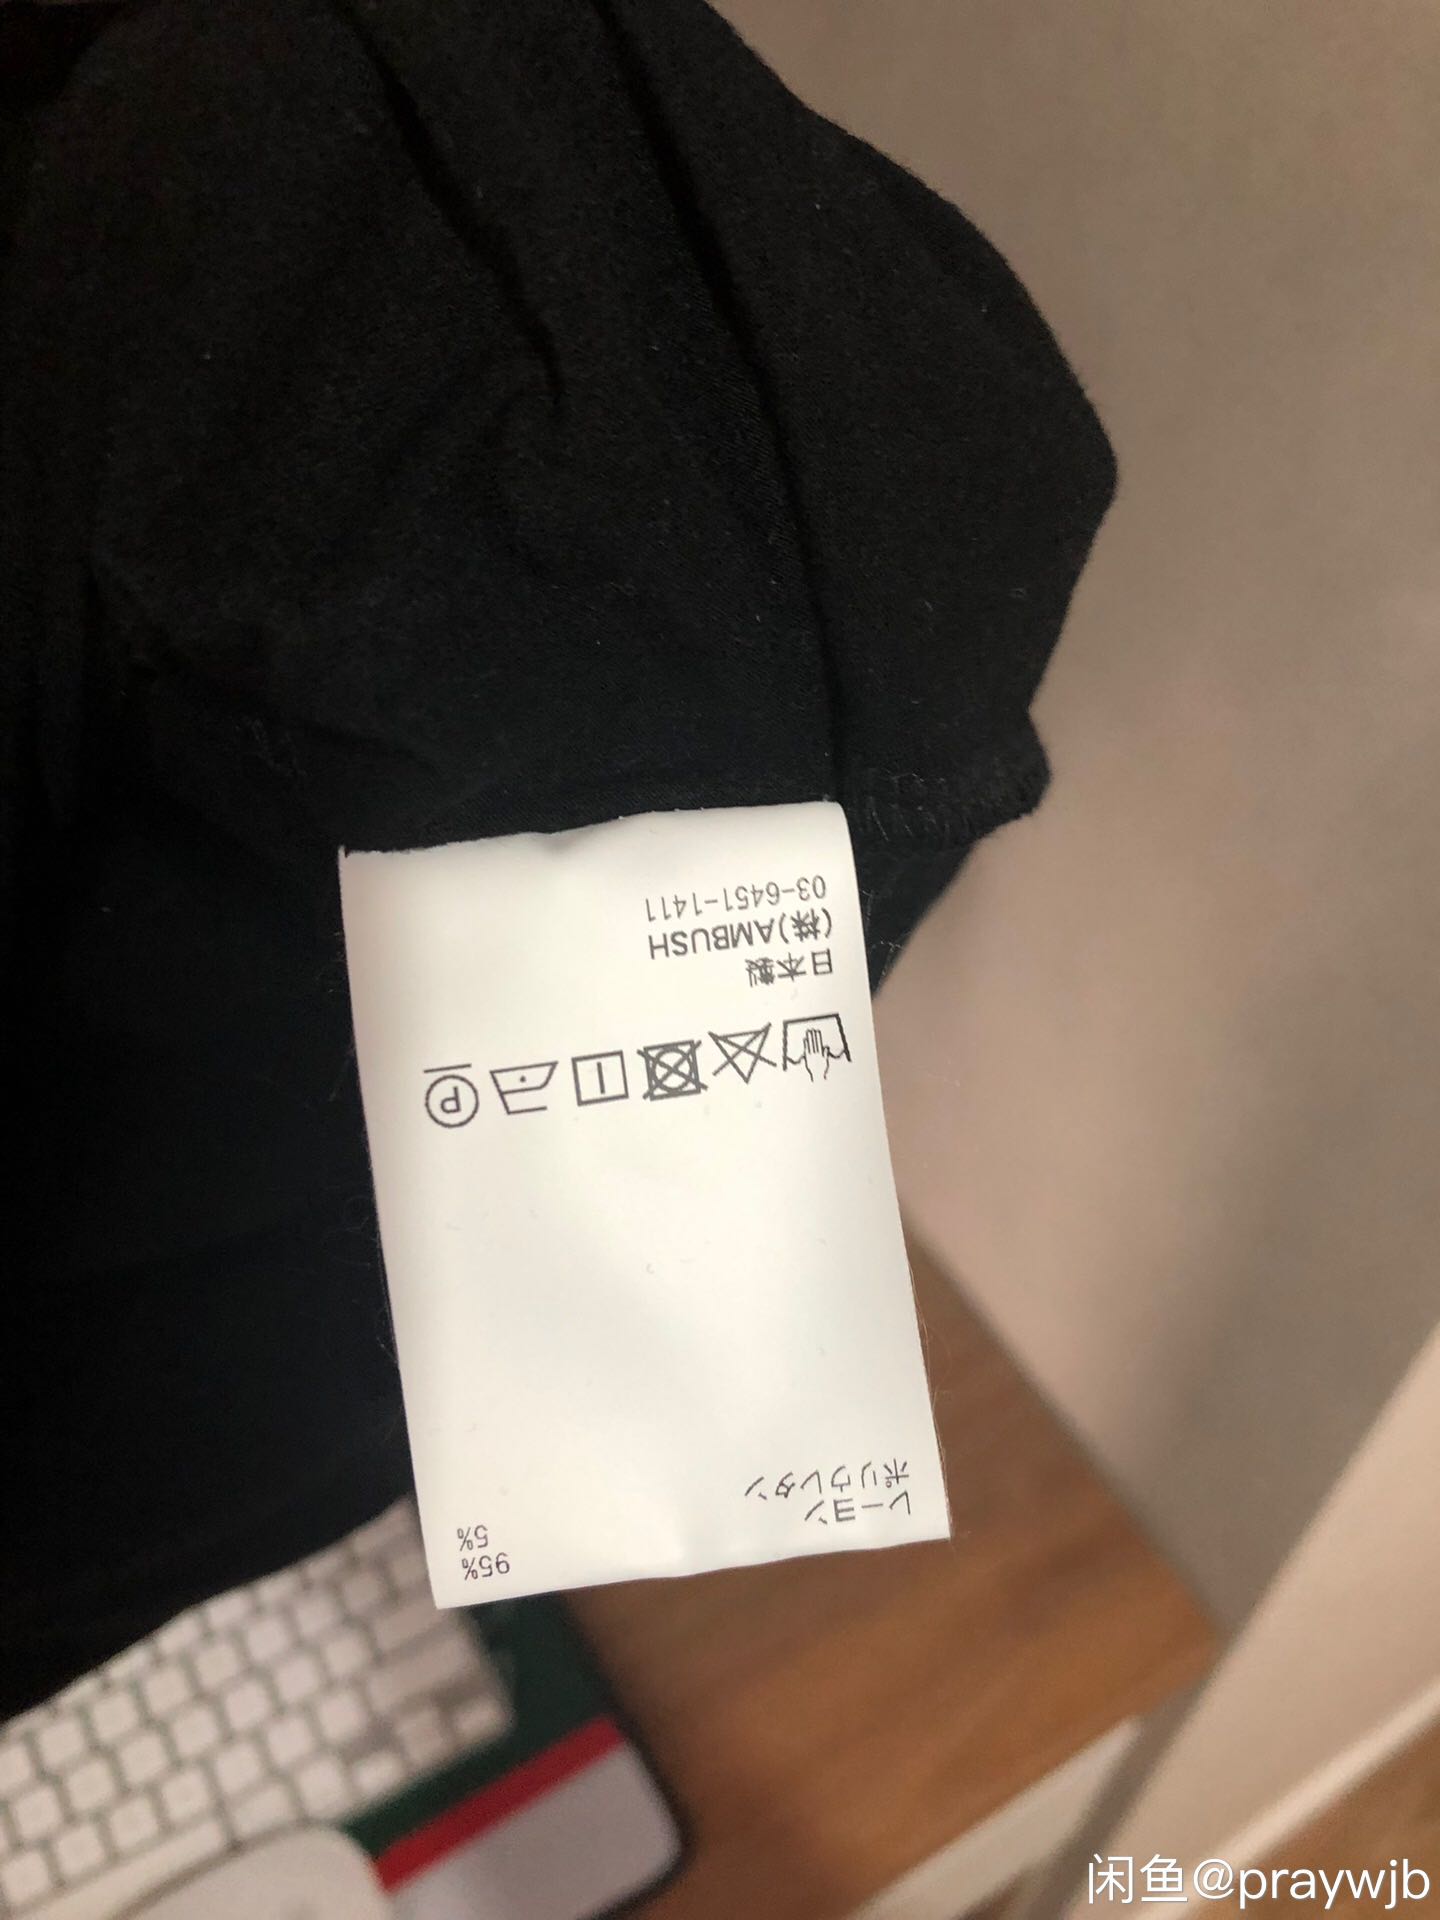 レーヨン 95%
ポリウレタン 5%
日本製
(株)AMBUSH
03-6451-1411
闲鱼@praywjb